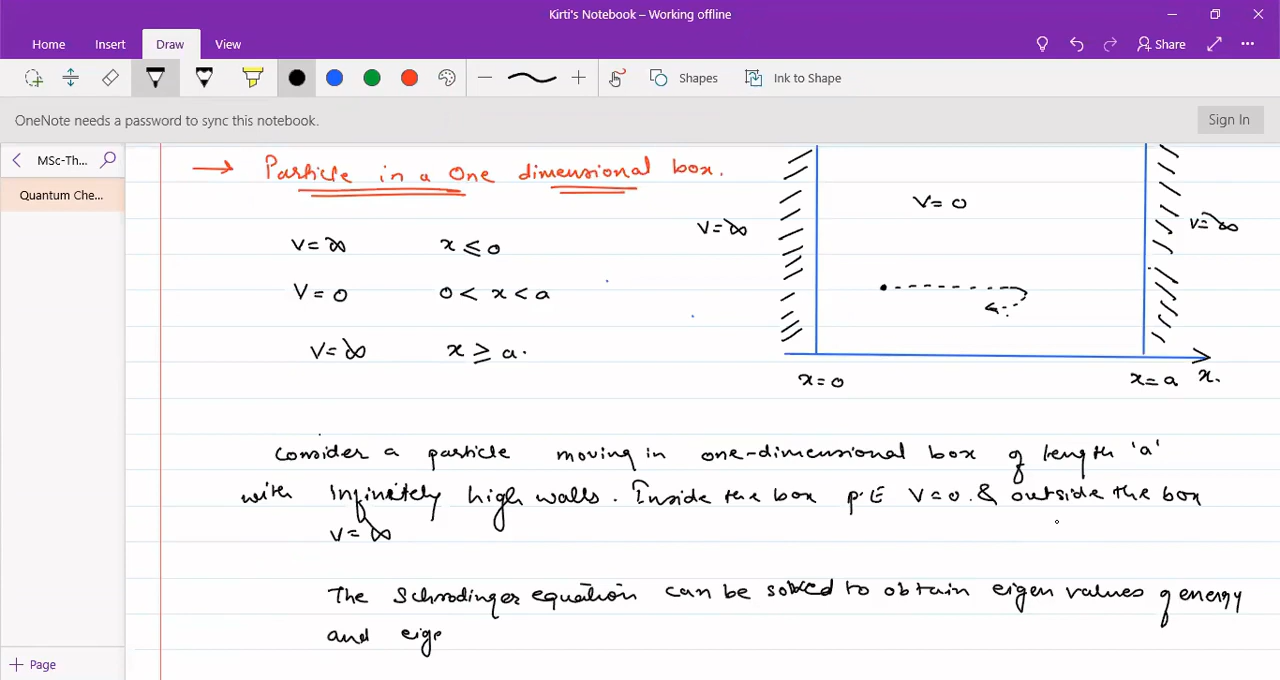 Kirti's Notebook – Working offline
Home Insert Draw View Share
Shapes Ink to Shape
OneNote needs a password to sync this notebook. Sign In
MSc-Th...
Quantum Che...
→ Particle in a One dimensional box.
V=∞ x≤0
V=0 0<x<a
V=∞ x≥a.
V=0
V=∞ V=∞
x=0 x=a x.
Consider a particle moving in one-dimensional box of length 'a'
with Infinitely high walls. Inside the box P.E V=0. & outside the box
V=∞
The Schrodinger equation can be solved to obtain eigen values of energy
and eige
+ Page